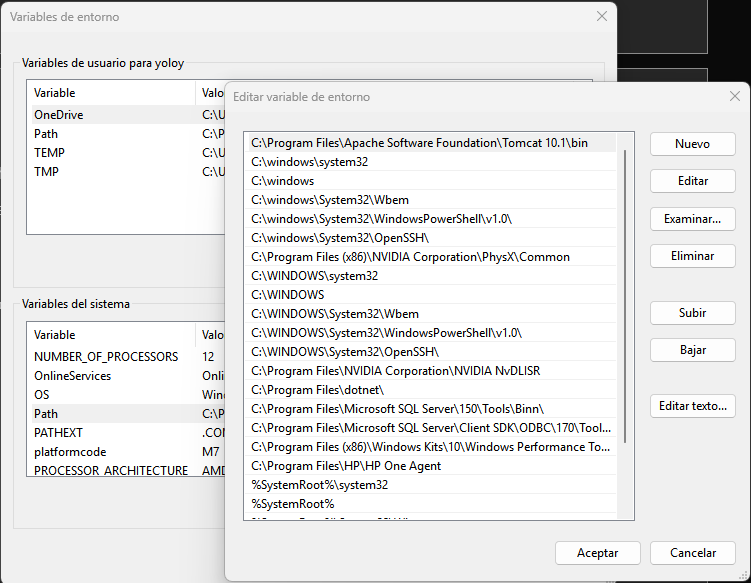 Variables de entorno
Variables de usuario para yoloy
Variable Valo
OneDrive C:\U
Path C:\P
TEMP C:\U
TMP C:\U
Variables del sistema
Variable Valo
NUMBER_OF_PROCESSORS 12
OnlineServices Onli
OS Win
Path C:\P
PATHEXT .CO
platformcode M7
PROCESSOR_ARCHITECTURE AMD
Editar variable de entorno
C:\Program Files\Apache Software Foundation\Tomcat 10.1\bin
C:\windows\system32
C:\windows
C:\windows\System32\Wbem
C:\windows\System32\WindowsPowerShell\v1.0\
C:\windows\System32\OpenSSH\
C:\Program Files (x86)\NVIDIA Corporation\PhysX\Common
C:\WINDOWS\system32
C:\WINDOWS
C:\WINDOWS\System32\Wbem
C:\WINDOWS\System32\WindowsPowerShell\v1.0\
C:\WINDOWS\System32\OpenSSH\
C:\Program Files\NVIDIA Corporation\NVIDIA NvDLISR
C:\Program Files\dotnet\
C:\Program Files\Microsoft SQL Server\150\Tools\Binn\
C:\Program Files\Microsoft SQL Server\Client SDK\ODBC\170\Tool...
C:\Program Files (x86)\Windows Kits\10\Windows Performance To...
C:\Program Files\HP\HP One Agent
%SystemRoot%\system32
%SystemRoot%
Nuevo
Editar
Examinar...
Eliminar
Subir
Bajar
Editar texto...
Aceptar
Cancelar